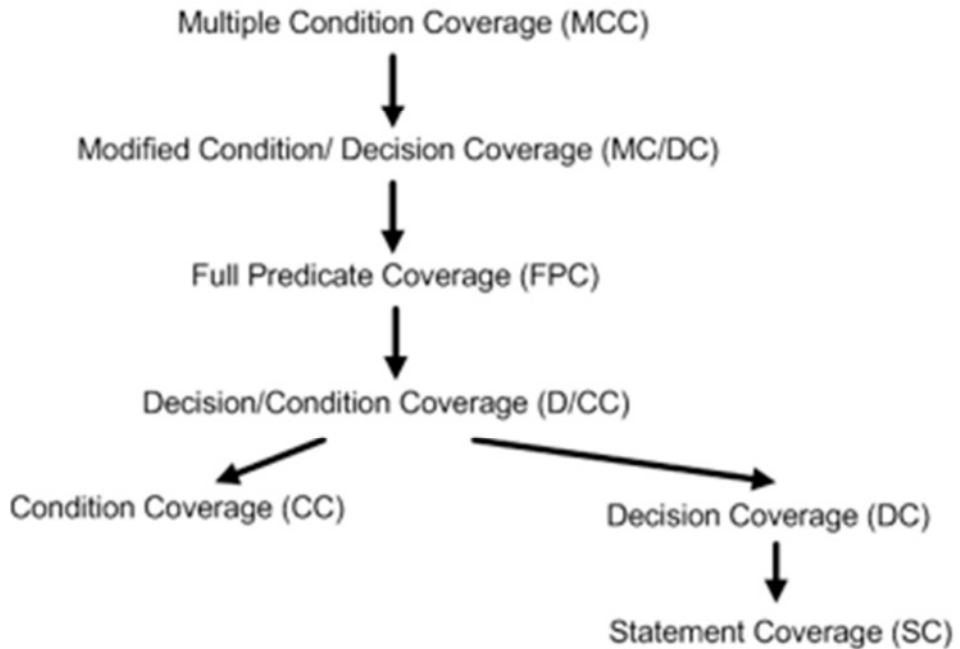 Multiple Condition Coverage (MCC)
Modified Condition/ Decision Coverage (MC/DC)
Full Predicate Coverage (FPC)
Decision/Condition Coverage (D/CC)
Condition Coverage (CC)
Decision Coverage (DC)
Statement Coverage (SC)